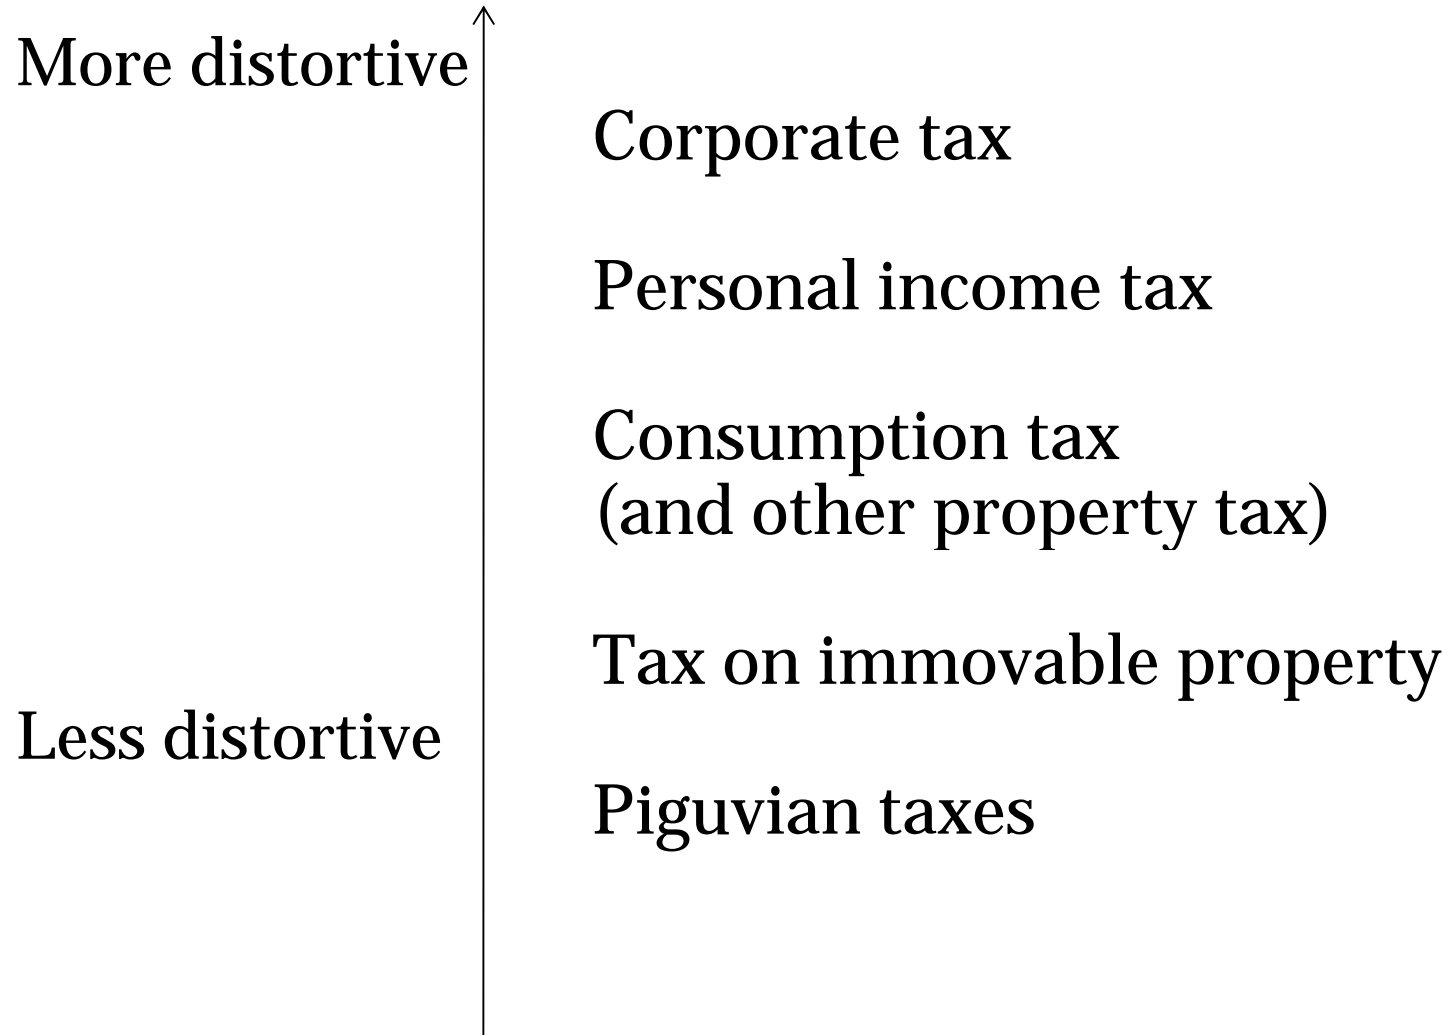 More distortive
Corporate tax
Personal income tax
Consumption tax
(and other property tax)
Tax on immovable property
Less distortive
Piguvian taxes